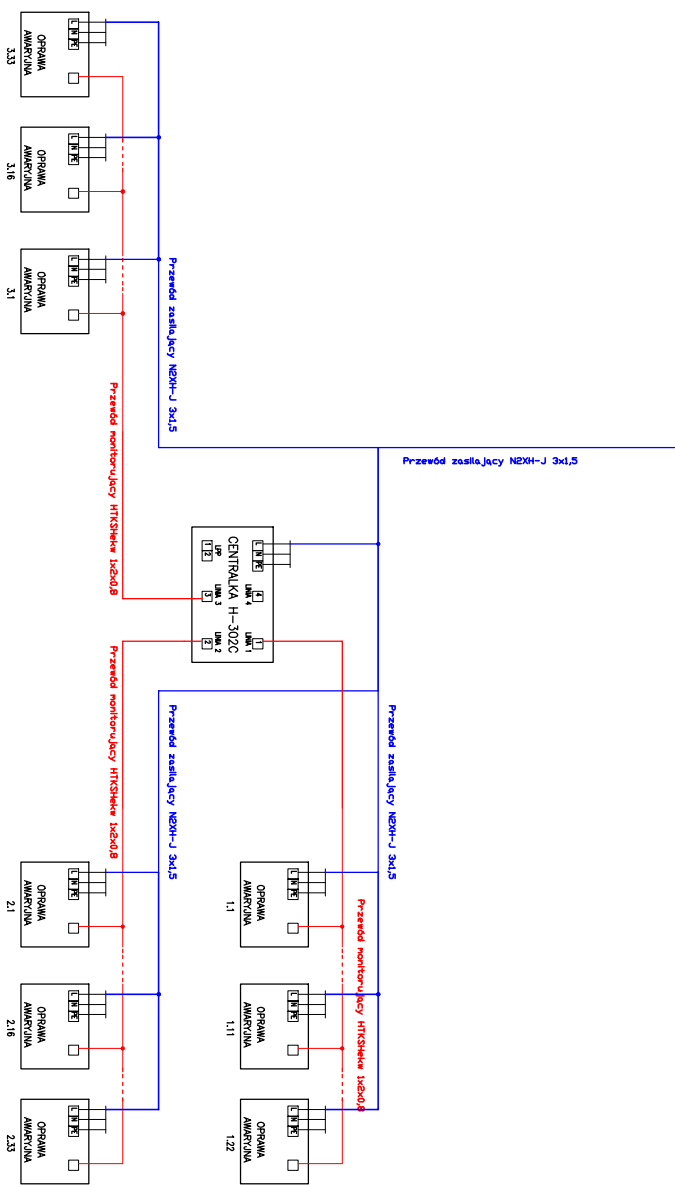 L N PE
OPRAWA
AWARYJNA
3.33
L N PE
OPRAWA
AWARYJNA
3.16
L N PE
OPRAWA
AWARYJNA
3.1
Przewód zasilający N2XH-J 3x1,5
Przewód monitorujący HTKSHekw 1x2x0,8
Przewód zasilający N2XH-J 3x1,5
L N PE
4
LINIA 4
1
LINIA 1
CENTRALKA H-302C
LPP
1 2
LINIA 3
3
LINIA 2
2
Przewód monitorujący HTKSHekw 1x2x0,8
Przewód zasilający N2XH-J 3x1,5
Przewód zasilający N2XH-J 3x1,5
Przewód monitorujący HTKSHekw 1x2x0,8
L N PE
OPRAWA
AWARYJNA
1.1
L N PE
OPRAWA
AWARYJNA
1.11
L N PE
OPRAWA
AWARYJNA
1.22
L N PE
OPRAWA
AWARYJNA
2.1
L N PE
OPRAWA
AWARYJNA
2.16
L N PE
OPRAWA
AWARYJNA
2.33